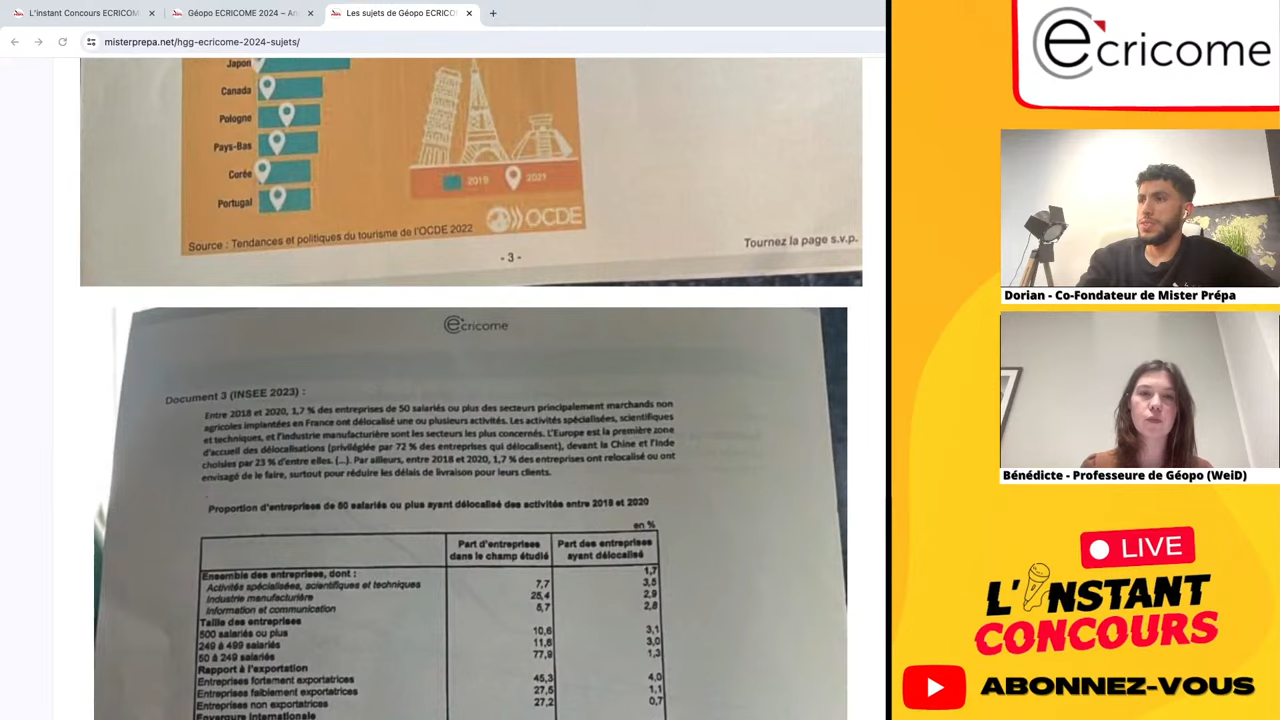 L'instant Concours ECRICOM
Géopo ECRICOME 2024 – An
Les sujets de Géopo ECRICO
misterprepa.net/hgg-ecricome-2024-sujets/
Japon
Canada
Pologne
Pays-Bas
Corée
Portugal
2019
2021
OCDE
Source : Tendances et politiques du tourisme de l'OCDE 2022
Tournez la page s.v.p.
- 3 -
ecricome
Document 3 (INSEE 2023) :
Entre 2018 et 2020, 1,7 % des entreprises de 50 salariés ou plus des secteurs principalement marchands non
agricoles implantées en France ont délocalisé une ou plusieurs activités. Les activités spécialisées, scientifiques
et techniques, et l'industrie manufacturière sont les secteurs les plus concernés. L'Europe est la première zone
d'accueil des délocalisations (privilégiée par 72 % des entreprises qui délocalisent), devant la Chine et l'Inde
choisies par 23 % d'entre elles. (...). Par ailleurs, entre 2018 et 2020, 1,7 % des entreprises ont relocalisé ou ont
envisagé de le faire, surtout pour réduire les délais de livraison pour leurs clients.
Proportion d'entreprises de 50 salariés ou plus ayant délocalisé des activités entre 2018 et 2020
en %
Part d'entreprises dans le champ étudié
Part des entreprises ayant délocalisé
Ensemble des entreprises, dont : 1,7
Activités spécialisées, scientifiques et techniques 7,7 3,5
Industrie manufacturière 25,4 2,9
Information et communication 5,7 2,8
Taille des entreprises
500 salariés ou plus 10,6 3,1
249 à 499 salariés 11,6 3,0
50 à 249 salariés 77,9 1,3
Rapport à l'exportation
Entreprises fortement exportatrices 45,3 4,0
Entreprises faiblement exportatrices 27,5 1,1
Entreprises non exportatrices 27,2 0,7
Envergure internationale
ecricome
Dorian - Co-Fondateur de Mister Prépa
Bénédicte - Professeure de Géopo (WeiD)
LIVE
L'INSTANT
CONCOURS
ABONNEZ-VOUS